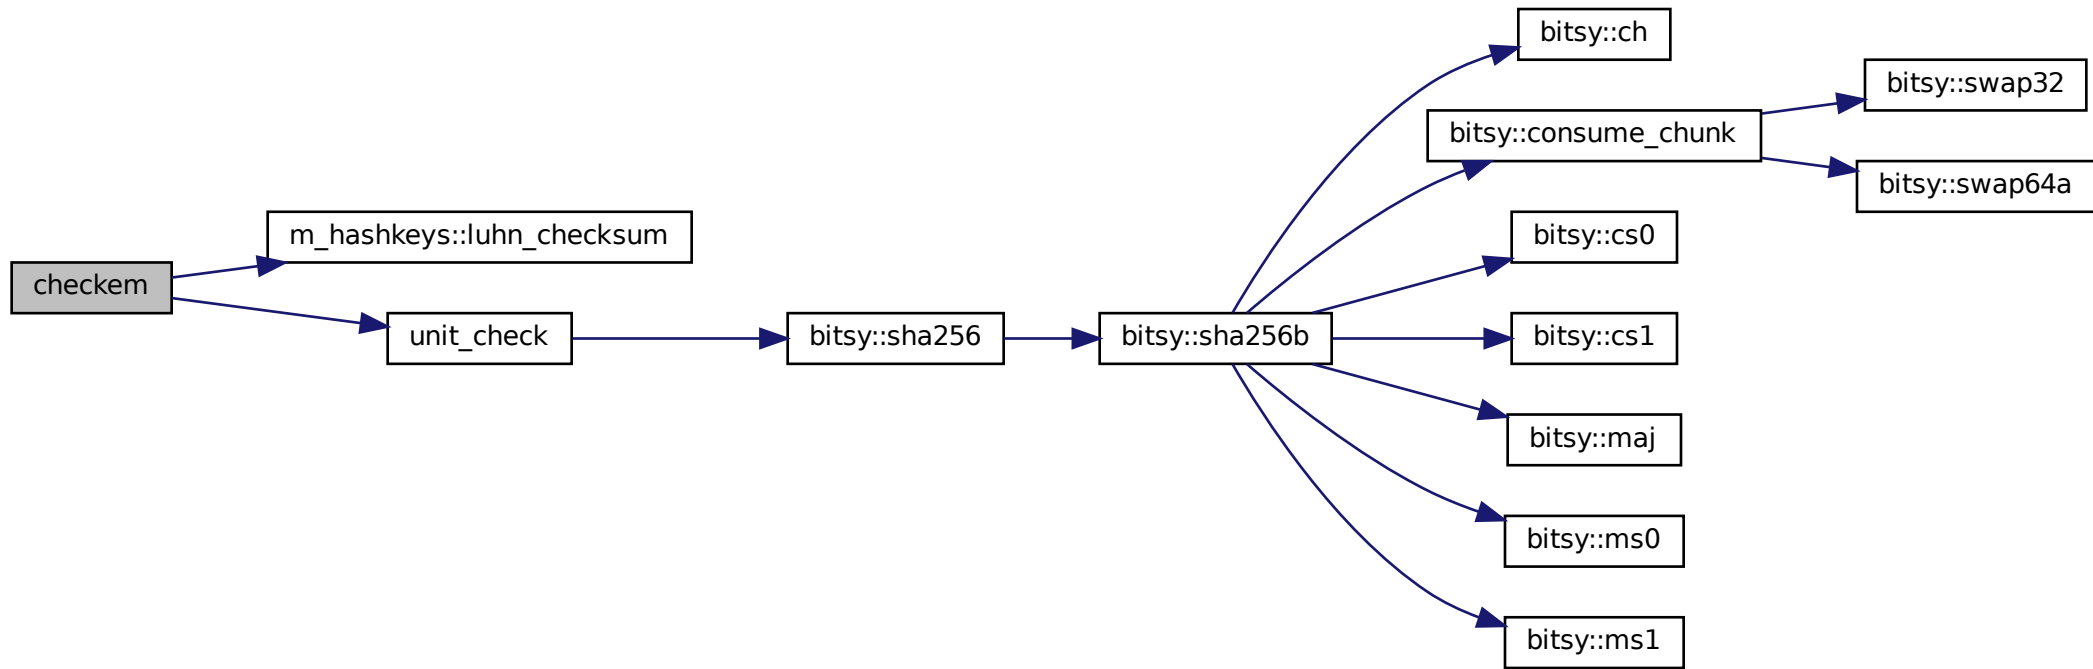 checkem
m_hashkeys::luhn_checksum
unit_check
bitsy::sha256
bitsy::sha256b
bitsy::ch
bitsy::consume_chunk
bitsy::swap32
bitsy::swap64a
bitsy::cs0
bitsy::cs1
bitsy::maj
bitsy::ms0
bitsy::ms1